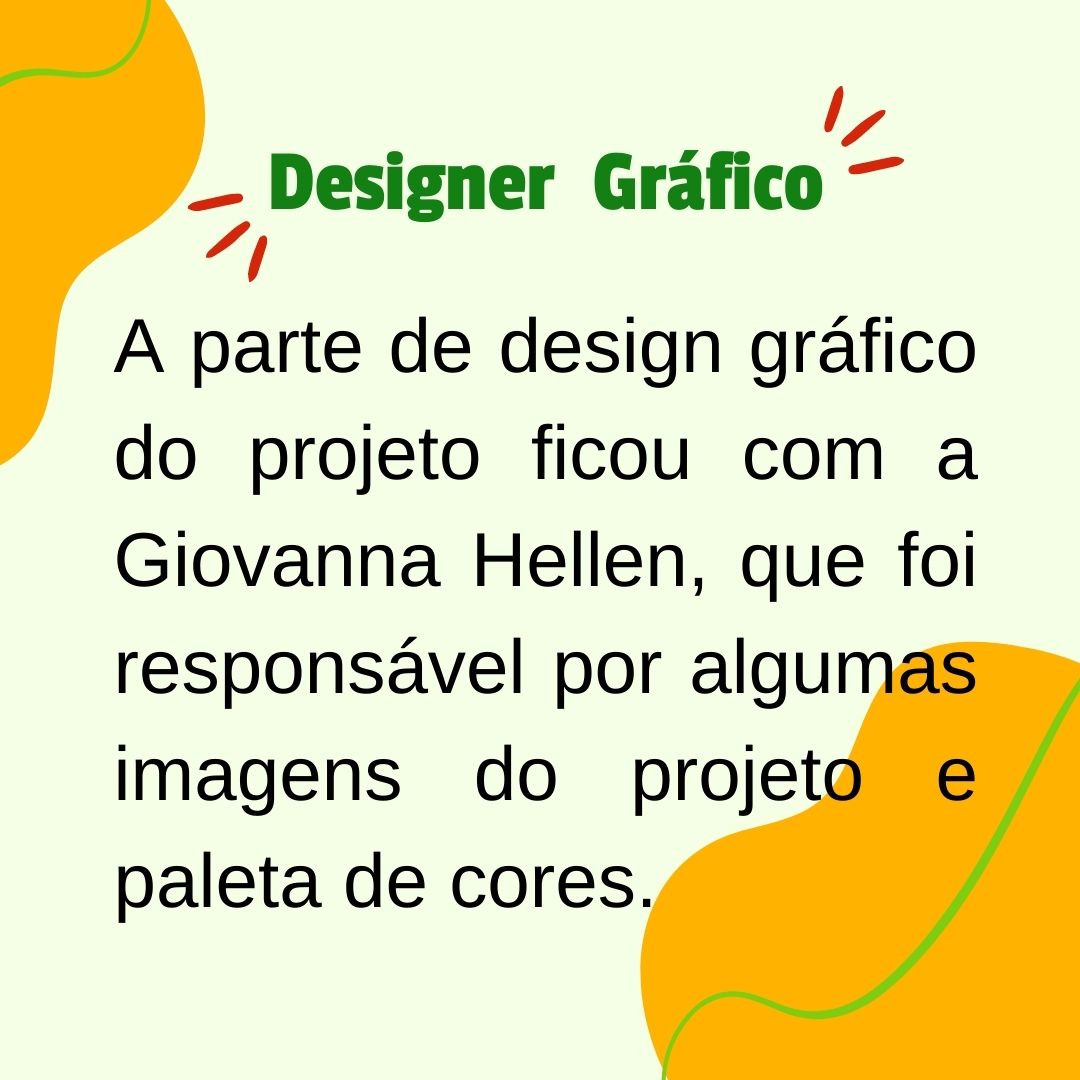 Designer Gráfico
A parte de design gráfico
do projeto ficou com a
Giovanna Hellen, que foi
responsável por algumas
imagens do projeto e
paleta de cores.